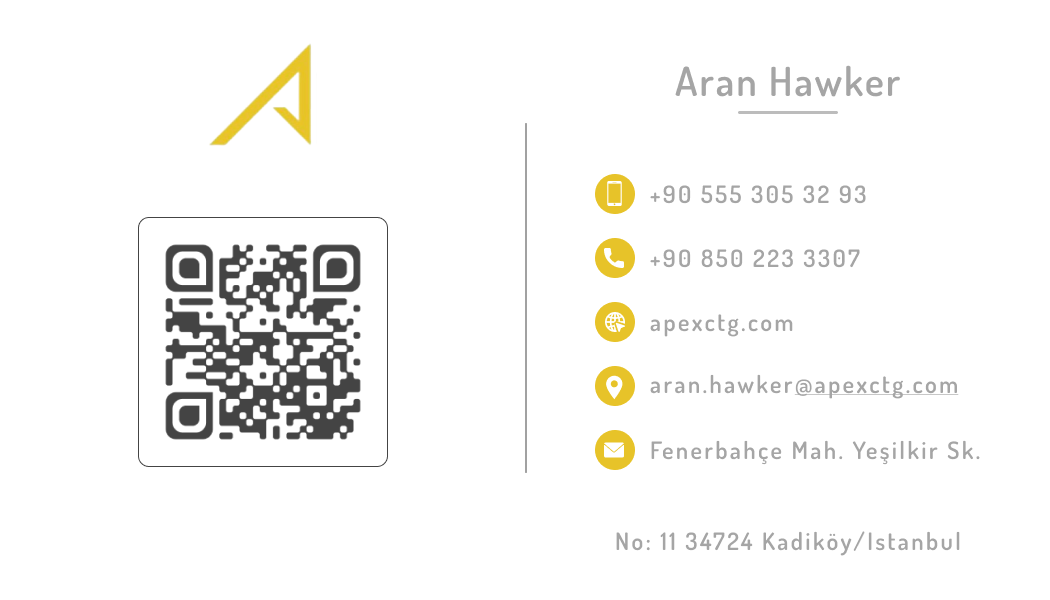 Aran Hawker
+90 555 305 32 93
+90 850 223 3307
apexctg.com
aran.hawker@apexctg.com
Fenerbahçe Mah. Yeşilkir Sk.
No: 11 34724 Kadiköy/Istanbul